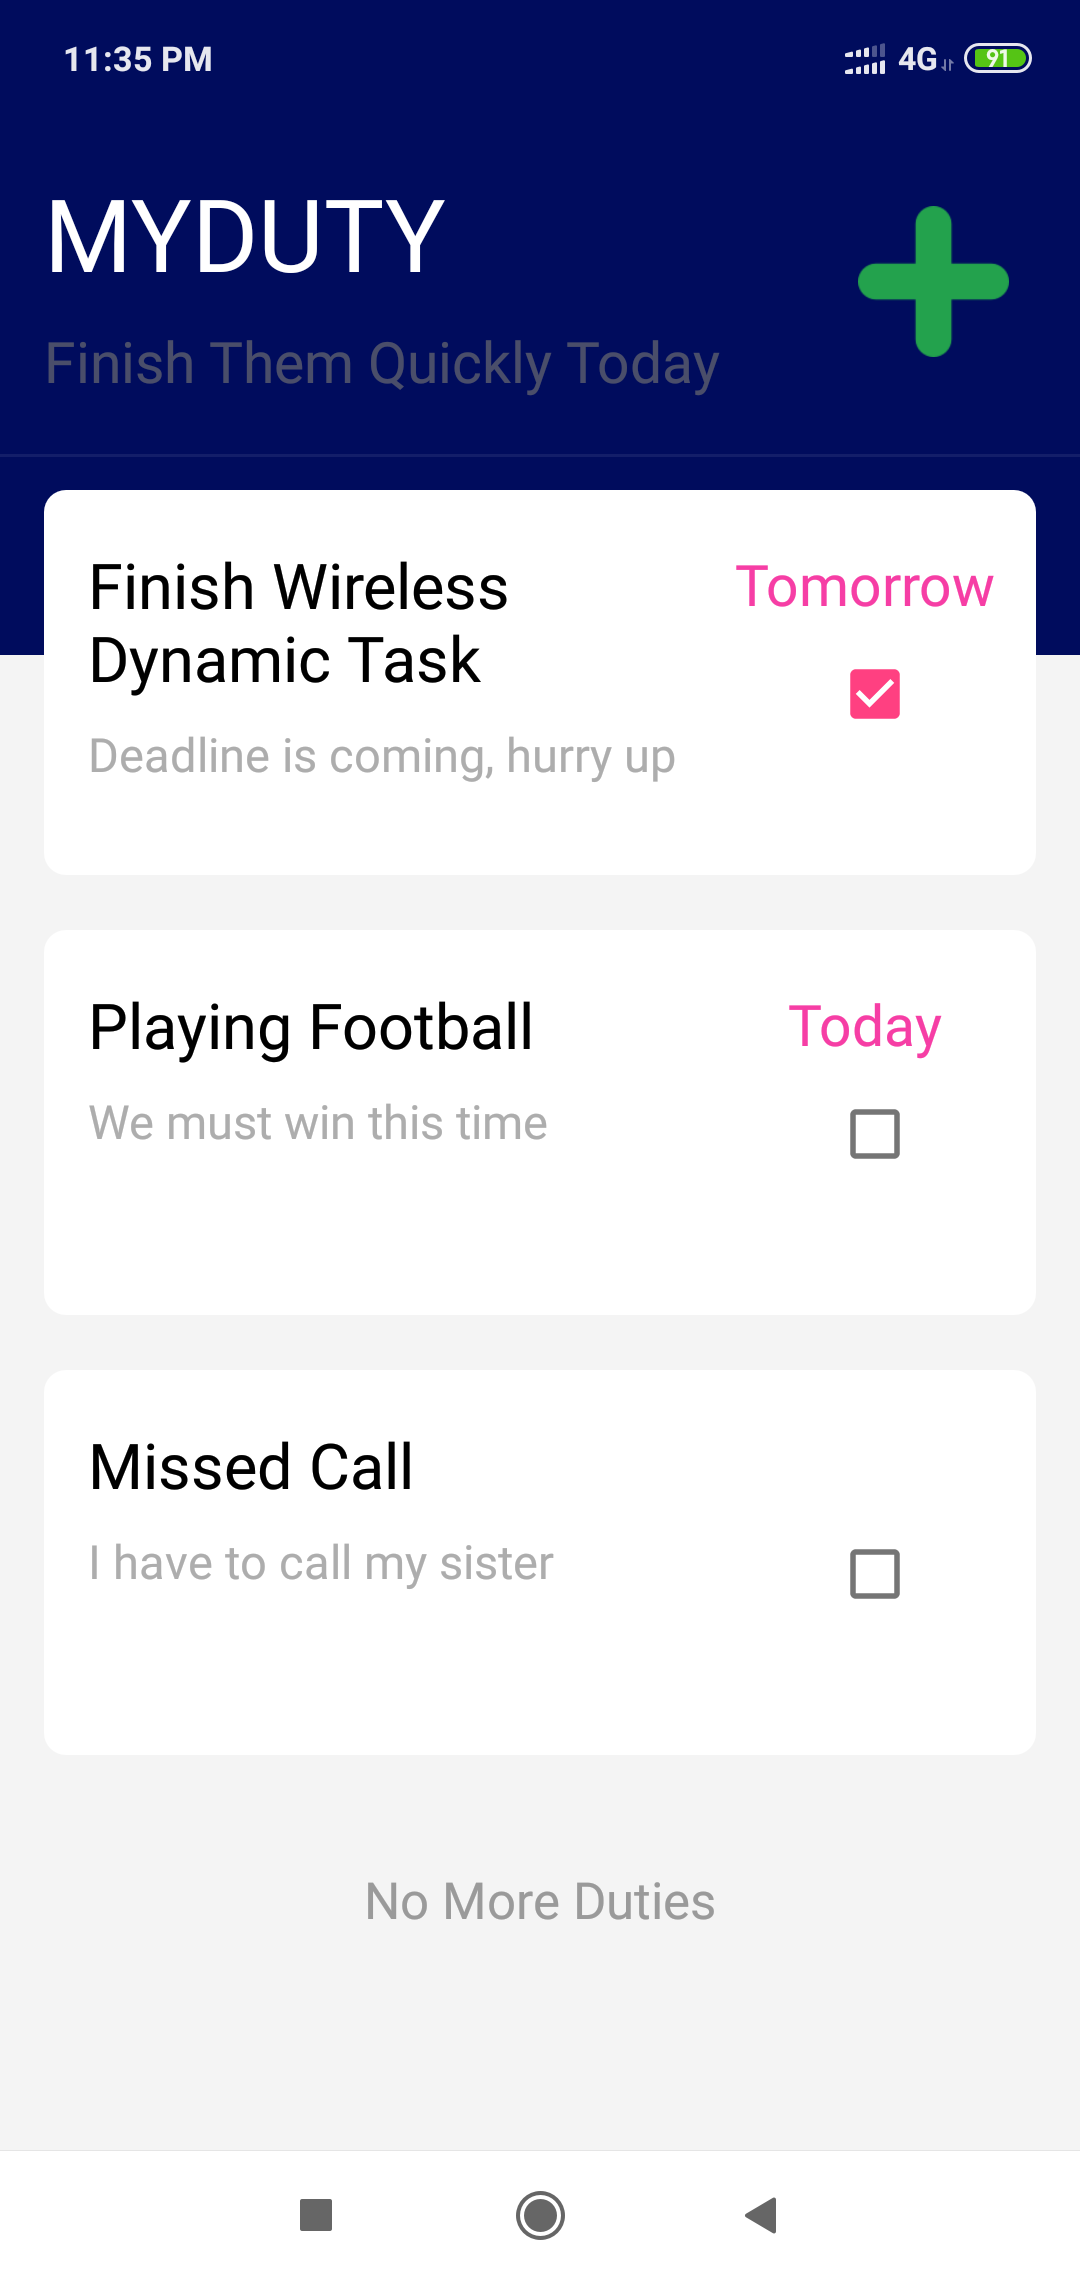 11:35 PM
4G
91
MYDUTY
Finish Them Quickly Today
Finish Wireless
Dynamic Task
Tomorrow
Deadline is coming, hurry up
Playing Football
Today
We must win this time
Missed Call
I have to call my sister
No More Duties